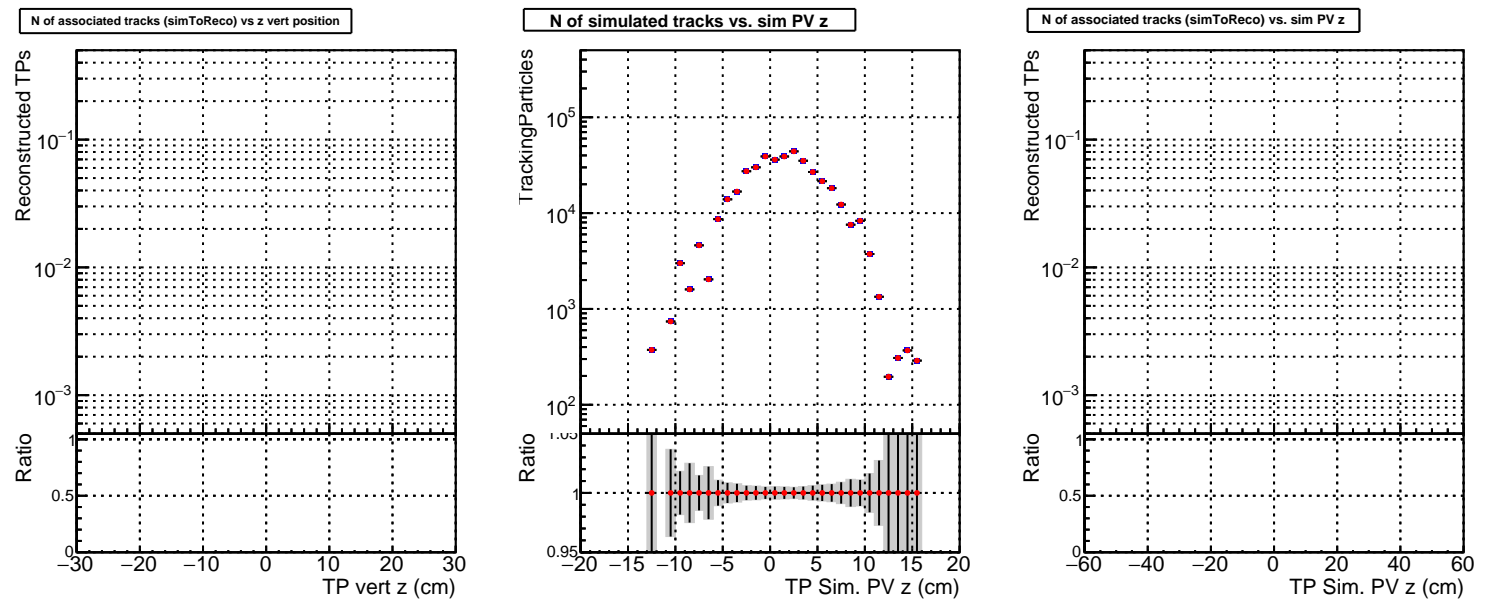 N of associated tracks (simToReco) vs z vert position
Reconstructed TPs
10⁻¹
10⁻²
10⁻³
Ratio
1
0.5
0
−30 −20 −10 0 10 20 30
TP vert z (cm)
N of simulated tracks vs. sim PV z
TrackingParticles
10⁵
10⁴
10³
10²
Ratio
1.05
1
0.95
−20 −15 −10 −5 0 5 10 15 20
TP Sim. PV z (cm)
N of associated tracks (simToReco) vs. sim PV z
Reconstructed TPs
10⁻¹
10⁻²
10⁻³
Ratio
1
0.5
0
−60 −40 −20 0 20 40 60
TP Sim. PV z (cm)